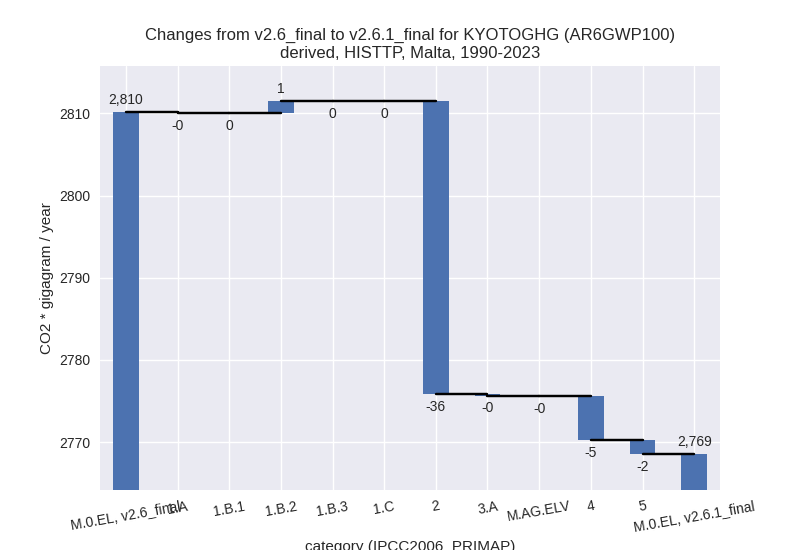 Changes from v2.6_final to v2.6.1_final for KYOTOGHG (AR6GWP100)
derived, HISTTP, Malta, 1990-2023
CO2 * gigagram / year
2810
2800
2790
2780
2770
2,810
-0
0
1
0
0
-36
-0
-0
-5
-2
2,769
M.0.EL, v2.6_final
1.A
1.B.1
1.B.2
1.B.3
1.C
2
3.A
M.AG.ELV
4
5
M.0.EL, v2.6.1_final
category (IPCC2006_PRIMAP)